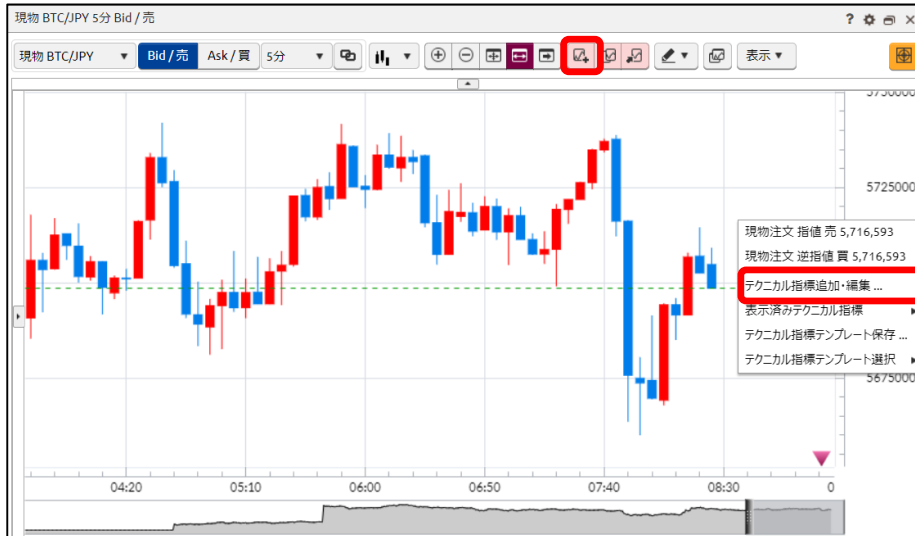 現物 BTC/JPY 5分 Bid / 売
?
現物 BTC/JPY
Bid / 売
Ask / 買
5分
表示
5750000
5725000
現物注文 指値 売 5,716,593
現物注文 逆指値 買 5,716,593
テクニカル指標追加・編集 ...
表示済みテクニカル指標
テクニカル指標テンプレート保存 ...
テクニカル指標テンプレート選択
5675000
04:20 05:10 06:00 06:50 07:40 08:30 0